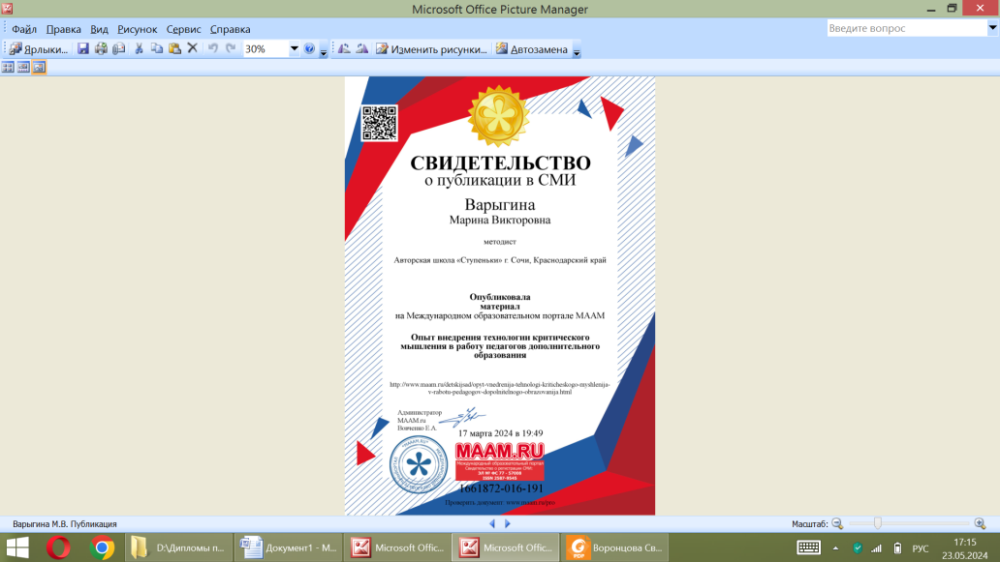 Microsoft Office Picture Manager
Файл Правка Вид Рисунок Сервис Справка
Введите вопрос
Ярлыки... 30% Изменить рисунки... Автозамена
СВИДЕТЕЛЬСТВО
о публикации в СМИ
Варыгина
Марина Викторовна
методист
Авторская школа «Ступеньки» г. Сочи, Краснодарский край
Опубликовала
материал
на Международном образовательном портале МААМ
Опыт внедрения технологии критического
мышления в работу педагогов дополнительного
образования
http://www.maam.ru/detskijsad/opyt-vnedrenija-tehnologi-kriticheskogo-myshlenija-
v-rabotu-pedagogov-dopolnitelnogo-obrazovanija.html
Администратор
MAAM.ru
Вовченко Е.А.
17 марта 2024 в 19:49
MAAM.RU
Международный образовательный портал
Свидетельство о регистрации СМИ:
ЭЛ № ФС 77 - 57008
ISSN 2587-9545
1661872-016-191
Проверить документ: www.maam.ru/pro
Варыгина М.В. Публикация
Масштаб:
D:\Дипломы п...
Документ1 - M...
Microsoft Offic...
Microsoft Offic...
PDF
Воронцова Св...
РУС
17:15
23.05.2024